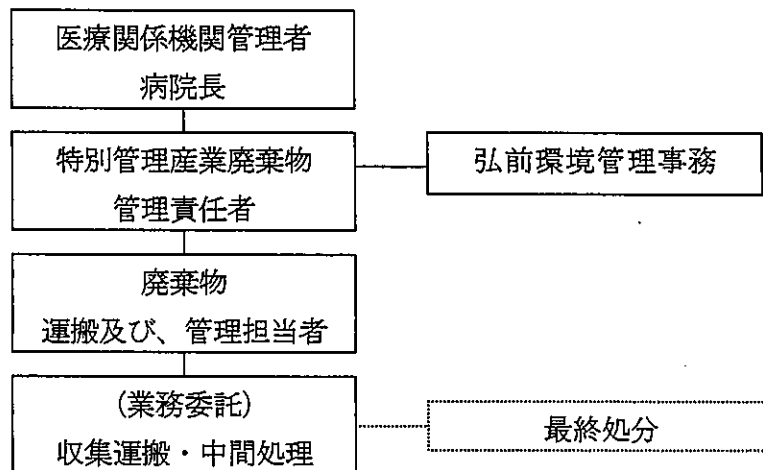 医療関係機関管理者
病院長
特別管理産業廃棄物
管理責任者
弘前環境管理事務
廃棄物
運搬及び、管理担当者
(業務委託)
収集運搬・中間処理
最終処分